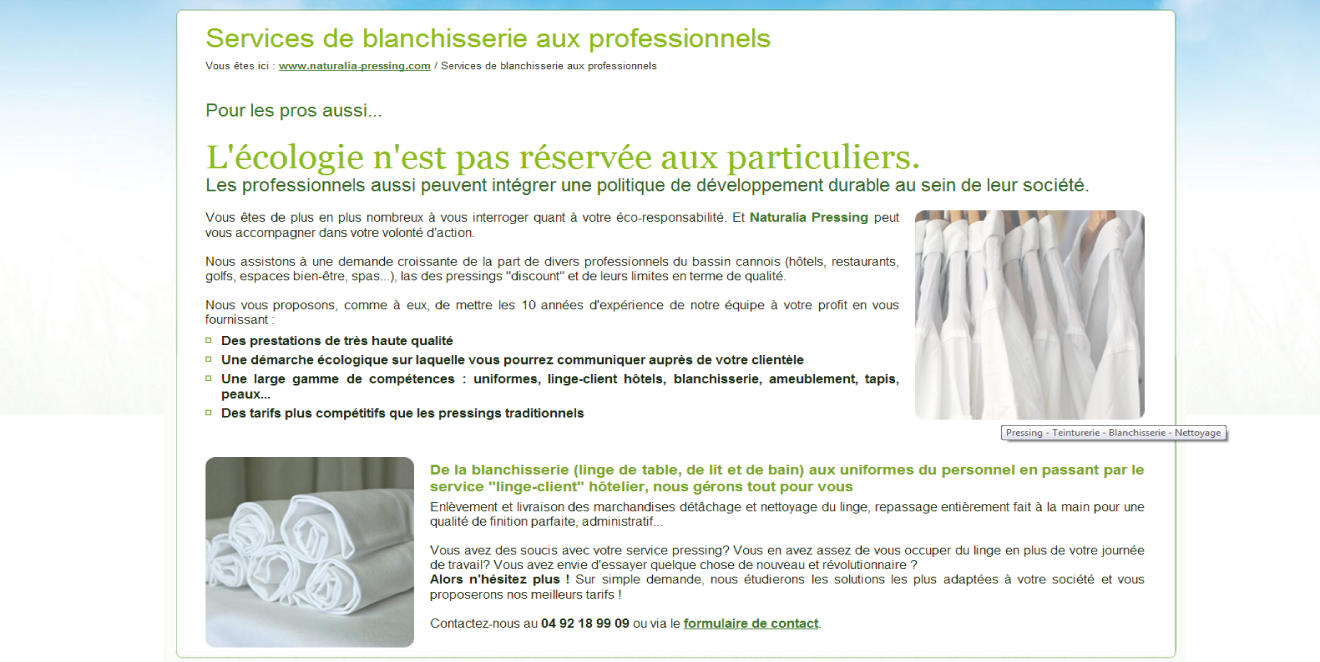 Services de blanchisserie aux professionnels
Vous êtes ici : www.naturalia-pressing.com / Services de blanchisserie aux professionnels
Pour les pros aussi...
L'écologie n'est pas réservée aux particuliers.
Les professionnels aussi peuvent intégrer une politique de développement durable au sein de leur société.
Vous êtes de plus en plus nombreux à vous interroger quant à votre éco-responsabilité. Et Naturalia Pressing peut
vous accompagner dans votre volonté d'action.
Nous assistons à une demande croissante de la part de divers professionnels du bassin cannois (hôtels, restaurants,
golfs, espaces bien-être, spas...), las des pressings "discount" et de leurs limites en terme de qualité.
Nous vous proposons, comme à eux, de mettre les 10 années d'expérience de notre équipe à votre profit en vous
fournissant :
Des prestations de très haute qualité
Une démarche écologique sur laquelle vous pourrez communiquer auprès de votre clientèle
Une large gamme de compétences : uniformes, linge-client hôtels, blanchisserie, ameublement, tapis,
peaux...
Des tarifs plus compétitifs que les pressings traditionnels
Pressing - Teinturerie - Blanchisserie - Nettoyage
De la blanchisserie (linge de table, de lit et de bain) aux uniformes du personnel en passant par le
service "linge-client" hôtelier, nous gérons tout pour vous
Enlèvement et livraison des marchandises détâchage et nettoyage du linge, repassage entièrement fait à la main pour une
qualité de finition parfaite, administratif...
Vous avez des soucis avec votre service pressing? Vous en avez assez de vous occuper du linge en plus de votre journée
de travail? Vous avez envie d'essayer quelque chose de nouveau et révolutionnaire ?
Alors n'hésitez plus ! Sur simple demande, nous étudierons les solutions les plus adaptées à votre société et vous
proposerons nos meilleurs tarifs !
Contactez-nous au 04 92 18 99 09 ou via le formulaire de contact.